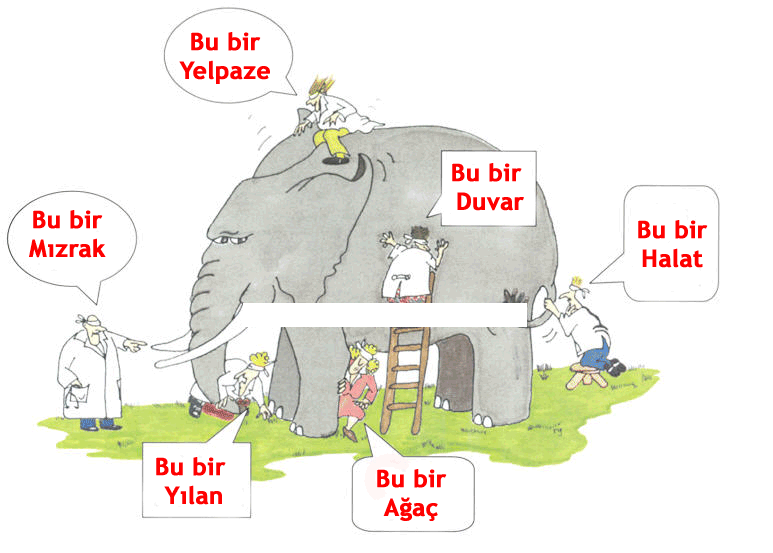 Bu bir
Yelpaze
Bu bir
Duvar
Bu bir
Mızrak
Bu bir
Halat
Bu bir
Yılan
Bu bir
Ağaç